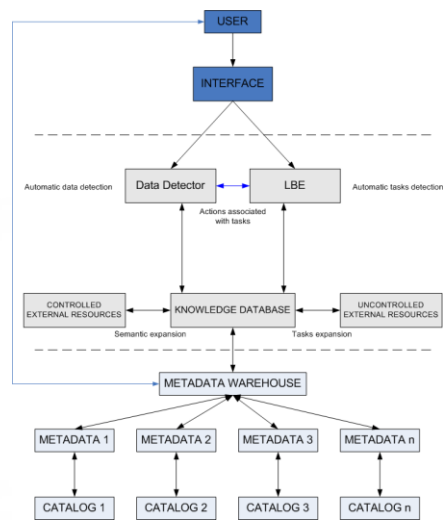 USER
INTERFACE
Automatic data detection
Data Detector
LBE
Automatic tasks detection
Actions associated
with tasks
CONTROLLED
EXTERNAL RESOURCES
KNOWLEDGE DATABASE
UNCONTROLLED
EXTERNAL RESOURCES
Semantic expansion
Tasks expansion
METADATA WAREHOUSE
METADATA 1
METADATA 2
METADATA 3
METADATA n
CATALOG 1
CATALOG 2
CATALOG 3
CATALOG n